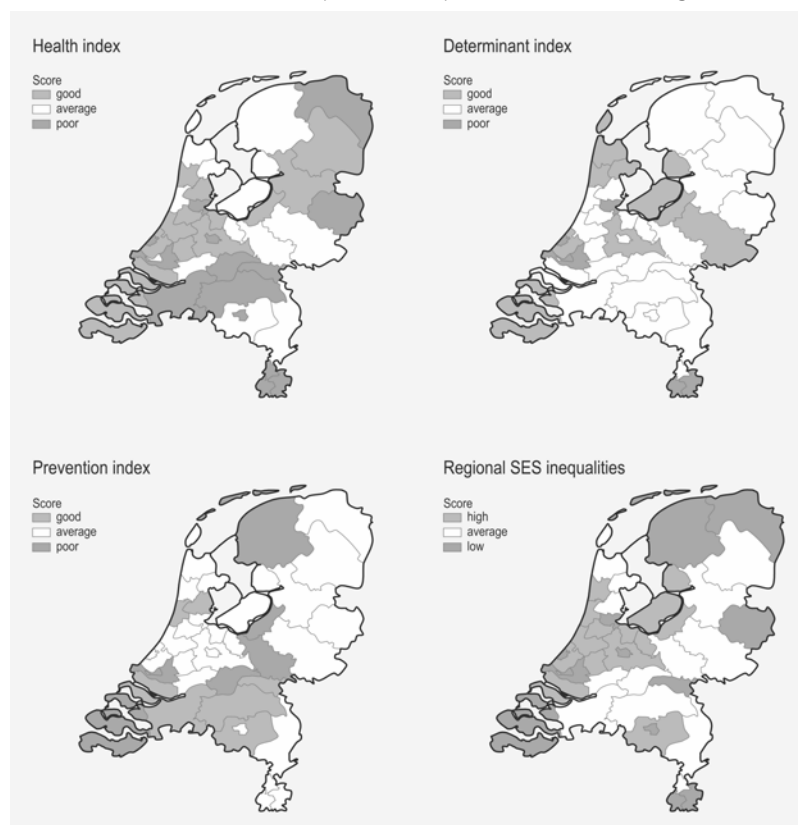 Health index
Score
good
average
poor
Determinant index
Score
good
average
poor
Prevention index
Score
good
average
poor
Regional SES inequalities
Score
high
average
low